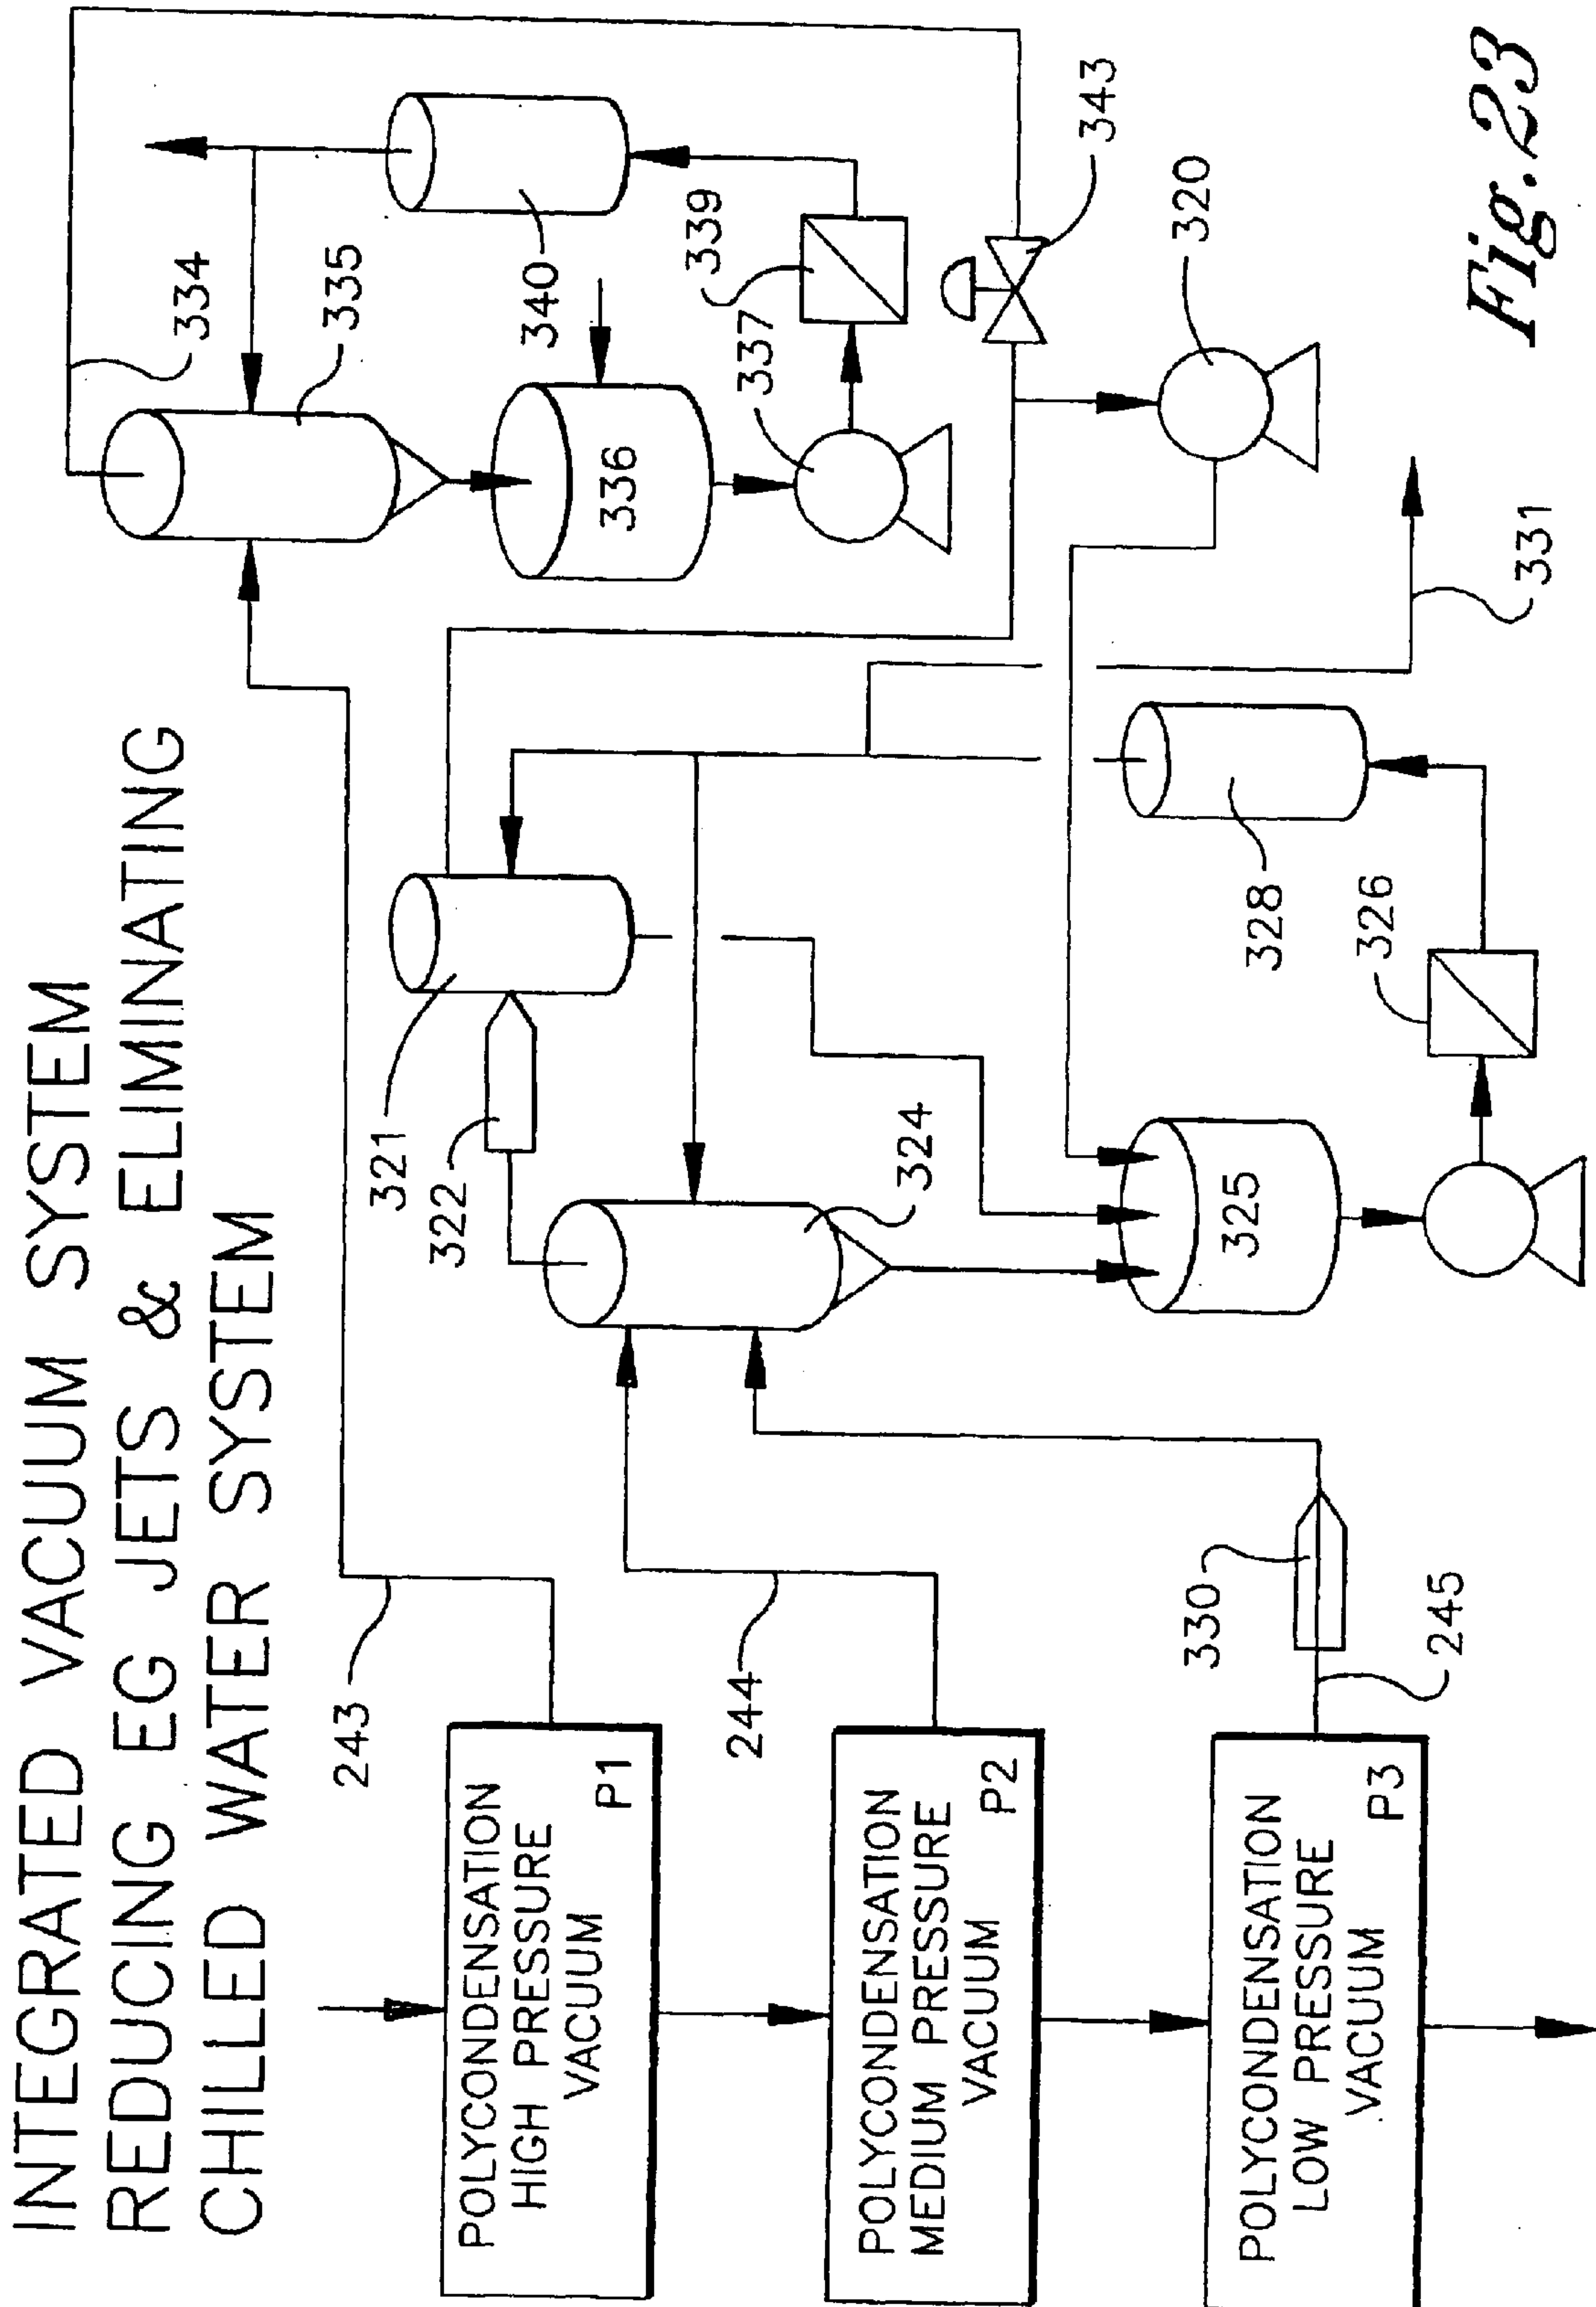 INTEGRATED VACUUM SYSTEM
REDUCING EG JETS & ELIMINATING
CHILLED WATER SYSTEM
243
POLYCONDENSATION
HIGH PRESSURE
VACUUM
P1
244
POLYCONDENSATION
MEDIUM PRESSURE
VACUUM
P2
330
245
POLYCONDENSATION
LOW PRESSURE
VACUUM
P3
321
322
324
325
326
328
331
334
335
336
340
339
337
343
320
Fig. 23